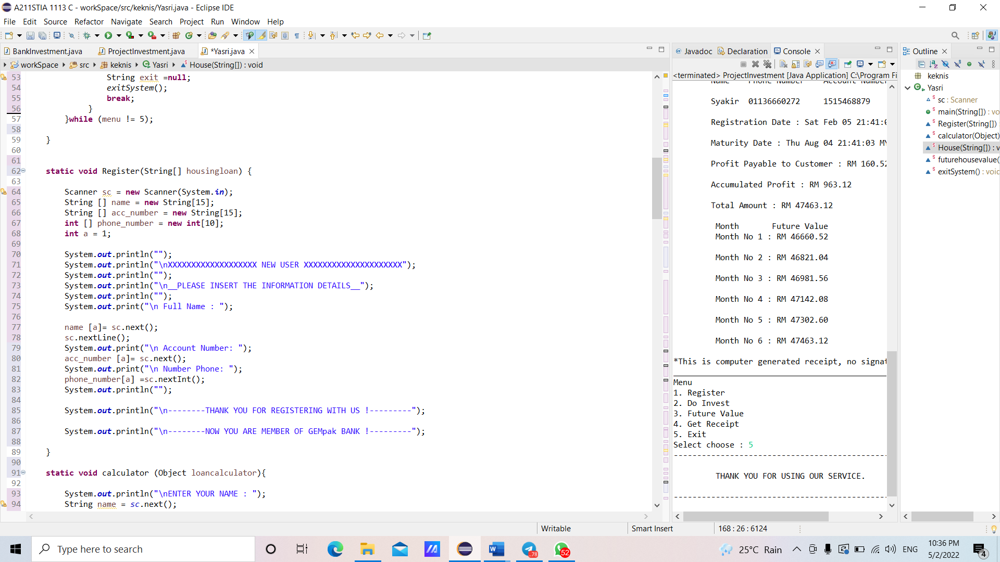 A211STIA 1113 C - workSpace/src/keknis/Yasri.java - Eclipse IDE
File Edit Source Refactor Navigate Search Project Run Window Help
BankInvestment.java ProjectInvestment.java *Yasri.java
workSpace src keknis Yasri House(String[]) : void
53 String exit =null;
54 exitSystem();
55 break;
56 }
57 }while (menu != 5);
58
59 }
60
61
62 static void Register(String[] housingloan) {
63
64 Scanner sc = new Scanner(System.in);
65 String [] name = new String[15];
66 String [] acc_number = new String[15];
67 int [] phone_number = new int[10];
68 int a = 1;
69
70 System.out.println("");
71 System.out.println("\nXXXXXXXXXXXXXXXXXXX NEW USER XXXXXXXXXXXXXXXXXXXXX");
72 System.out.println("");
73 System.out.println("\n__PLEASE INSERT THE INFORMATION DETAILS__");
74 System.out.println("");
75 System.out.print("\n Full Name : ");
76
77 name [a]= sc.next();
78 sc.nextLine();
79 System.out.print("\n Account Number: ");
80 acc_number [a]= sc.next();
81 System.out.print("\n Number Phone: ");
82 phone_number[a] =sc.nextInt();
83 System.out.println("");
84
85 System.out.println("\n--------THANK YOU FOR REGISTERING WITH US !---------");
86
87 System.out.println("\n--------NOW YOU ARE MEMBER OF GEMpak BANK !---------");
88
89 }
90
91 static void calculator (Object loancalculator){
92
93 System.out.println("\nENTER YOUR NAME : ");
94 String name = sc.next();
Javadoc Declaration Console
<terminated> ProjectInvestment [Java Application] C:\Program Fi
Name Phone Number Account Number
Syakir 01136660272 1515468879
Registration Date : Sat Feb 05 21:41:0
Maturity Date : Thu Aug 04 21:41:03 MY
Profit Payable to Customer : RM 160.52
Accumulated Profit : RM 963.12
Total Amount : RM 47463.12
Month Future Value
Month No 1 : RM 46660.52
Month No 2 : RM 46821.04
Month No 3 : RM 46981.56
Month No 4 : RM 47142.08
Month No 5 : RM 47302.60
Month No 6 : RM 47463.12
*This is computer generated receipt, no signat
Menu
1. Register
2. Do Invest
3. Future Value
4. Get Receipt
5. Exit
Select choose : 5
----------------------------------------------
THANK YOU FOR USING OUR SERVICE.
----------------------------------------------
Outline
keknis
Yasri
sc : Scanner
main(String[]) : vo
Register(String[])
calculator(Object)
House(String[]) : v
futurehousevalue(
exitSystem() : voic
Writable Smart Insert 168 : 26 : 6124
Type here to search
.78
52
25°C Rain
ENG
10:36 PM
5/2/2022
4